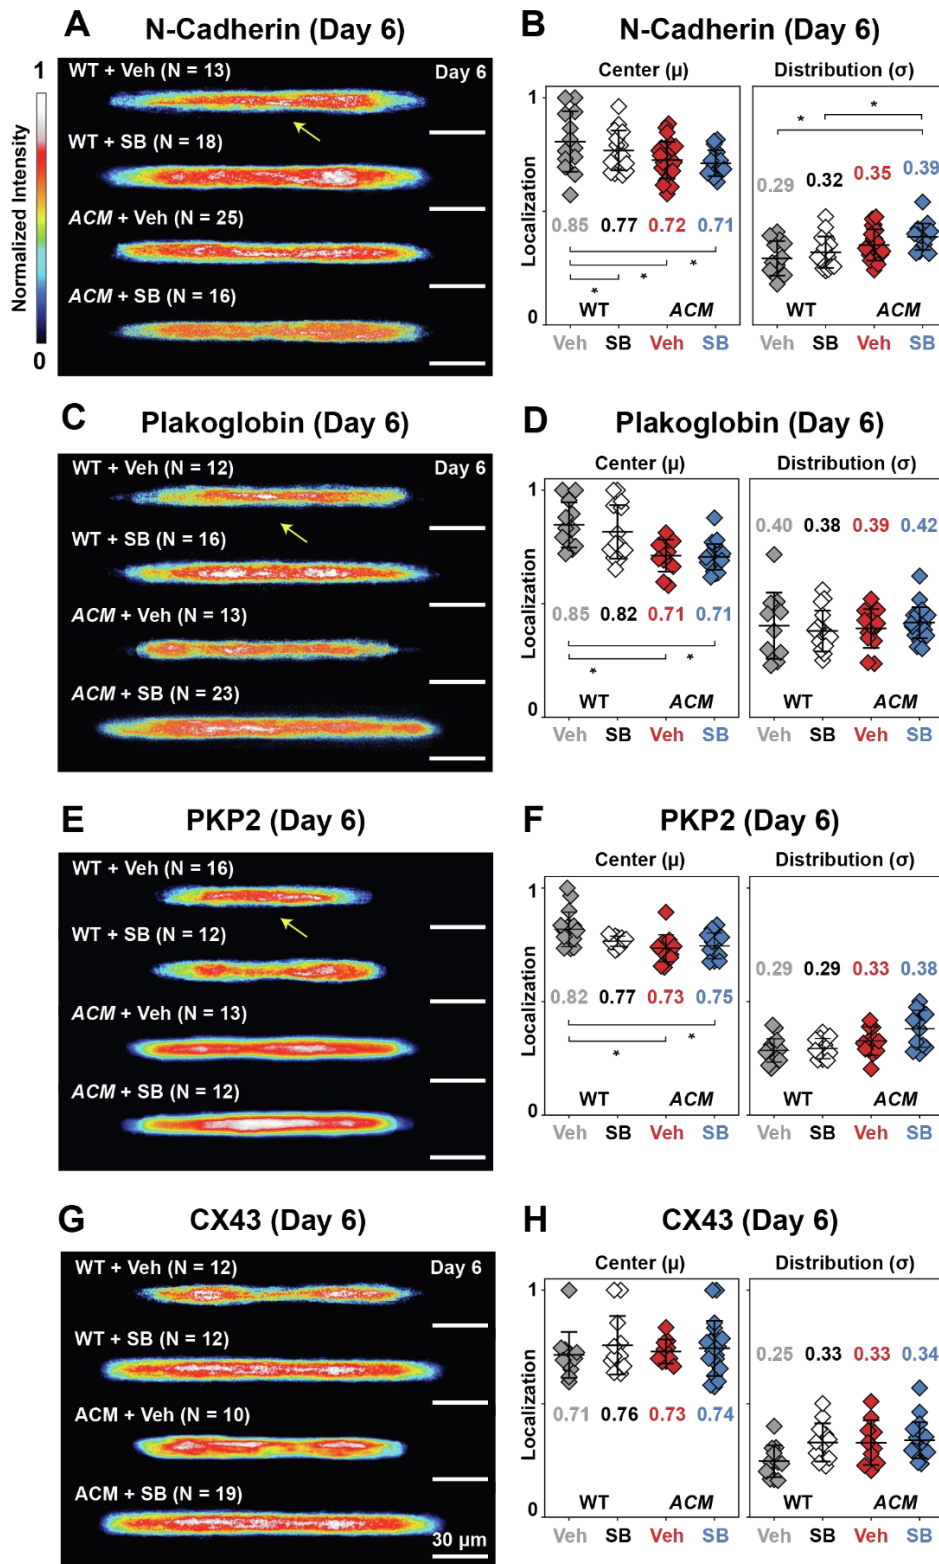 A N-Cadherin (Day 6)
1
0
Normalized Intensity
WT + Veh (N = 13) Day 6
WT + SB (N = 18)
ACM + Veh (N = 25)
ACM + SB (N = 16)
B N-Cadherin (Day 6)
Center (μ) Distribution (σ)
1
Localization
0
0.85 0.77 0.72 0.71
* * *
WT ACM
Veh SB Veh SB
* *
0.29 0.32 0.35 0.39
WT ACM
Veh SB Veh SB
C Plakoglobin (Day 6)
WT + Veh (N = 12) Day 6
WT + SB (N = 16)
ACM + Veh (N = 13)
ACM + SB (N = 23)
D Plakoglobin (Day 6)
Center (μ) Distribution (σ)
1
Localization
0
0.85 0.82 0.71 0.71
* *
WT ACM
Veh SB Veh SB
0.40 0.38 0.39 0.42
WT ACM
Veh SB Veh SB
E PKP2 (Day 6)
WT + Veh (N = 16)
WT + SB (N = 12)
ACM + Veh (N = 13)
ACM + SB (N = 12)
F PKP2 (Day 6)
Center (μ) Distribution (σ)
1
Localization
0
0.82 0.77 0.73 0.75
* *
WT ACM
Veh SB Veh SB
0.29 0.29 0.33 0.38
WT ACM
Veh SB Veh SB
G CX43 (Day 6)
WT + Veh (N = 12) Day 6
WT + SB (N = 12)
ACM + Veh (N = 10)
ACM + SB (N = 19)
30 μm
H CX43 (Day 6)
Center (μ) Distribution (σ)
1
Localization
0
0.71 0.76 0.73 0.74
WT ACM
Veh SB Veh SB
0.25 0.33 0.33 0.34
WT ACM
Veh SB Veh SB